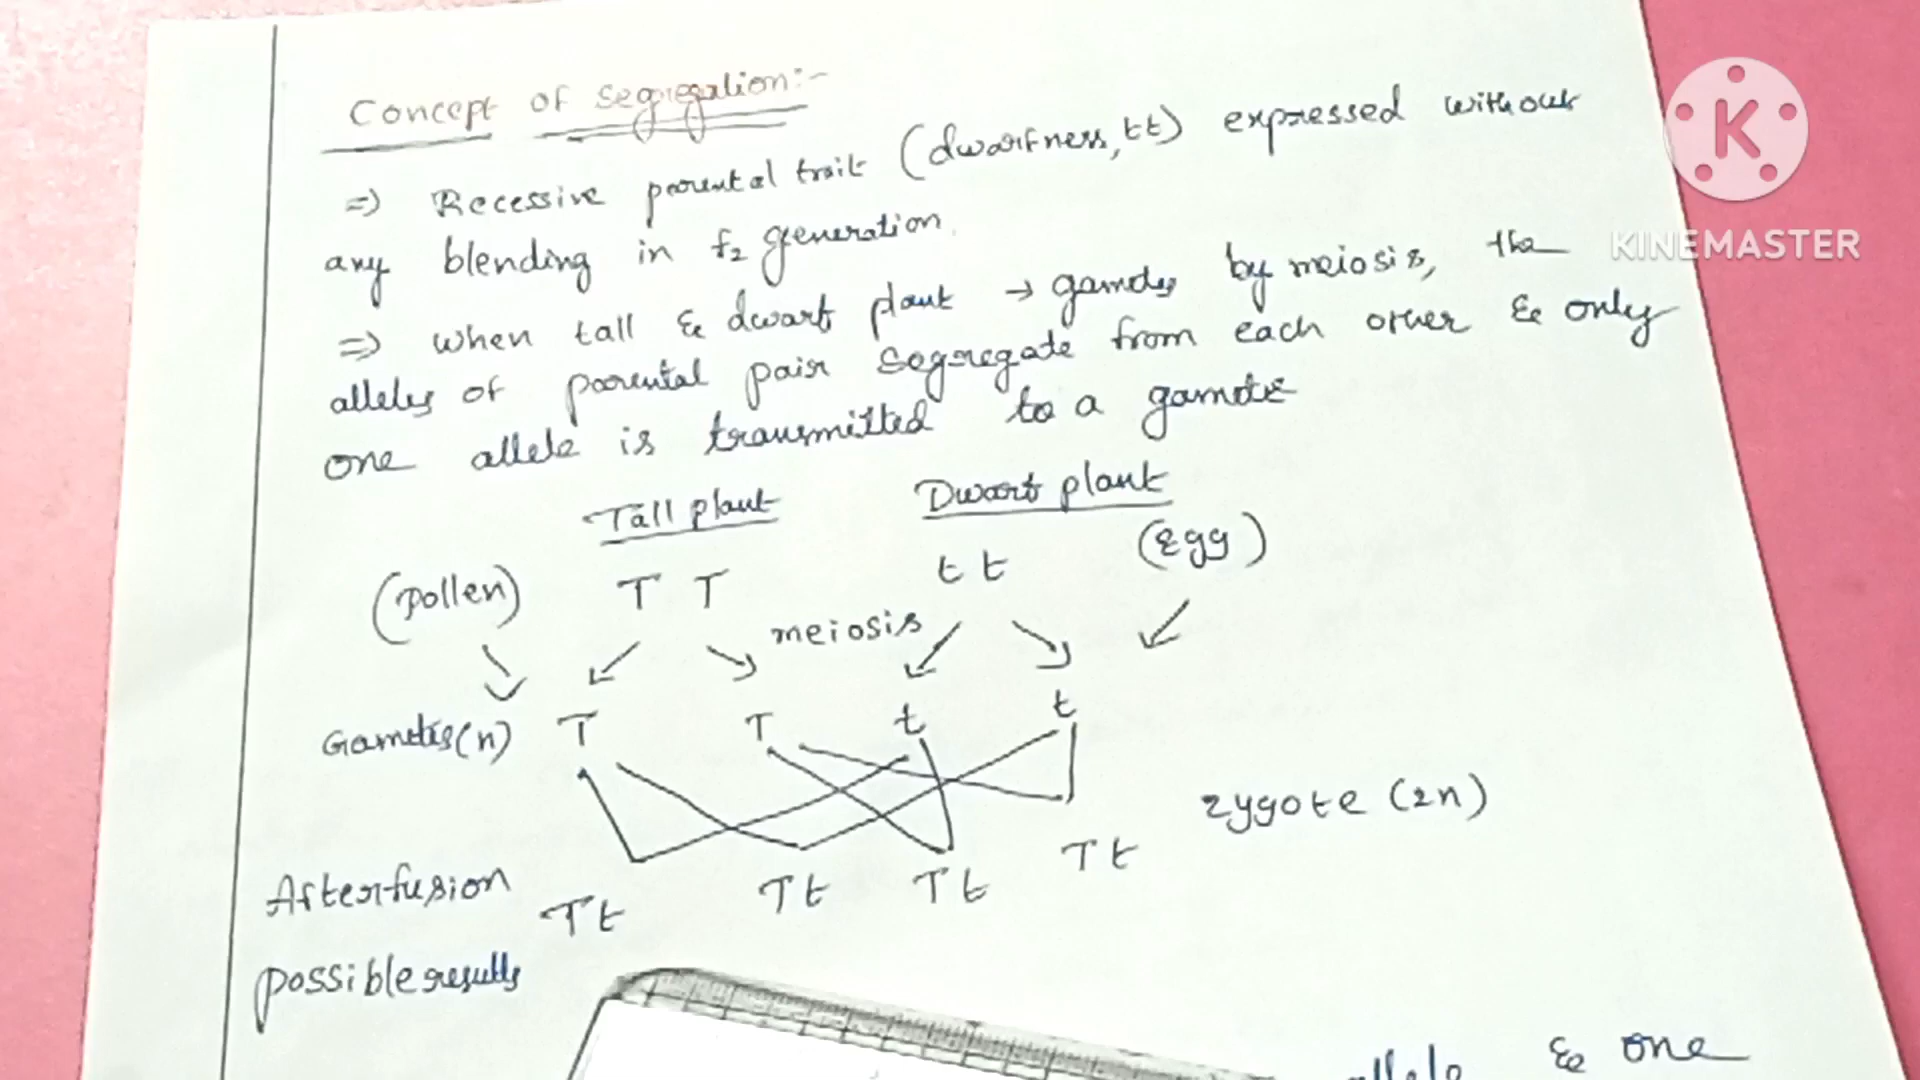 Concept of Segregation:-
=> Recessive parental trait (dwarfness, tt) expressed without
any blending in f2 generation.
=> When tall & dwarf plant → gametes by meiosis, the
alleles of parental pair segregate from each other & only
one allele is transmitted to a gamete
Tall plant Dwarf plant
(pollen) T T t t (Egg)
meiosis
Gametes(n) T T t t
zygote (2n)
After fusion Tt Tt Tt Tt
possible results
allele & one
K
KINEMASTER